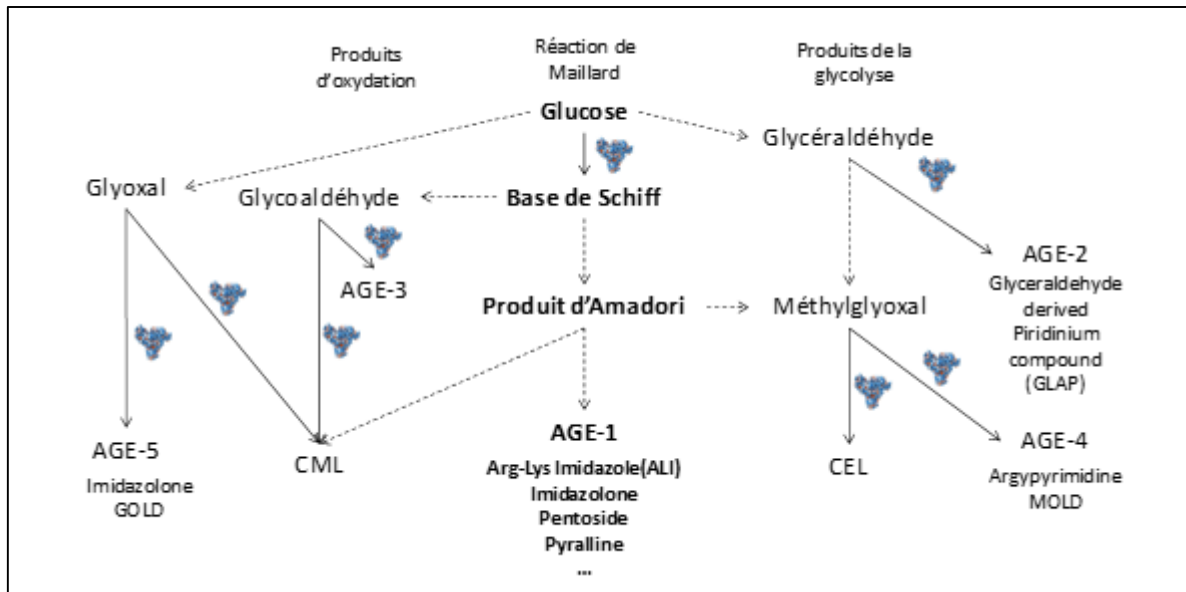 Produits
d'oxydation
Réaction de
Maillard
Produits de la
glycolyse
Glucose
Glycéraldéhyde
Glyoxal
Glycoaldéhyde
Base de Schiff
AGE-2
Glyceraldehyde
derived
Piridinium
compound
(GLAP)
AGE-3
Produit d'Amadori
Méthylglyoxal
AGE-5
Imidazolone
GOLD
CML
AGE-1
Arg-Lys Imidazole(ALI)
Imidazolone
Pentoside
Pyralline
...
CEL
AGE-4
Argypyrimidine
MOLD